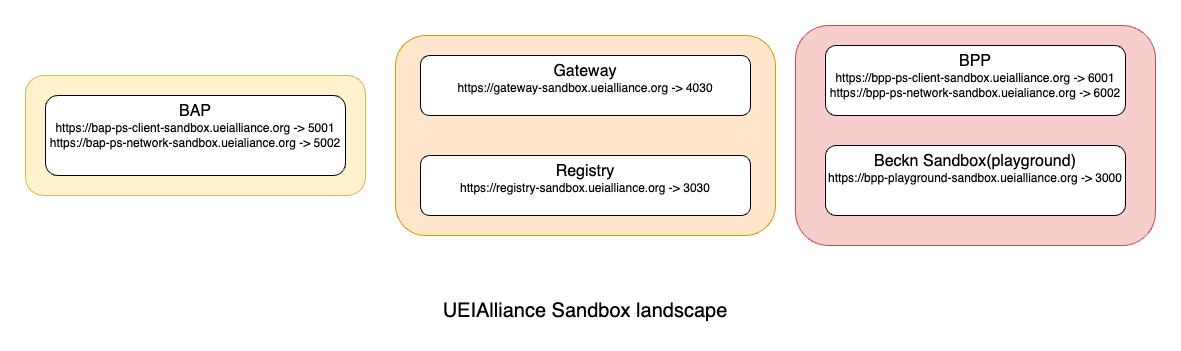 BAP
https://bap-ps-client-sandbox.ueialliance.org -> 5001
https://bap-ps-network-sandbox.ueialiance.org -> 5002
Gateway
https://gateway-sandbox.ueialliance.org -> 4030
Registry
https://registry-sandbox.ueialliance.org -> 3030
BPP
https://bpp-ps-client-sandbox.ueialliance.org -> 6001
https://bpp-ps-network-sandbox.ueialiance.org -> 6002
Beckn Sandbox(playground)
https://bpp-playground-sandbox.ueialliance.org -> 3000
UEIAlliance Sandbox landscape